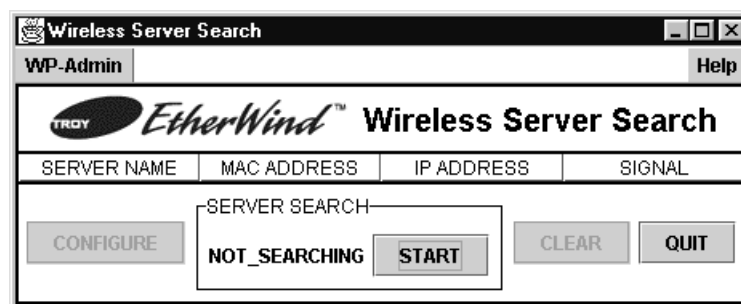 Wireless Server Search
WP-Admin Help
TROY EtherWind™ Wireless Server Search
SERVER NAME MAC ADDRESS IP ADDRESS SIGNAL
SERVER SEARCH
CONFIGURE NOT_SEARCHING START CLEAR QUIT